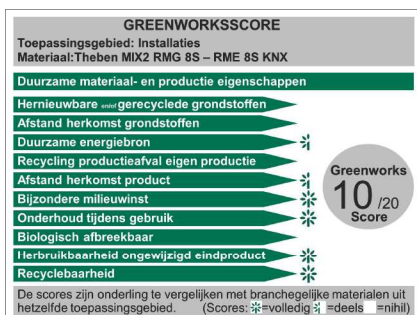 GREENWORKSSCORE
Toepassingsgebied: Installaties
Materiaal:Theben MIX2 RMG 8S – RME 8S KNX
Duurzame materiaal- en productie eigenschappen
Hernieuwbare en/of gerecyclede grondstoffen
Afstand herkomst grondstoffen
Duurzame energiebron
Recycling productieafval eigen productie
Afstand herkomst product
Bijzondere milieuwinst
Onderhoud tijdens gebruik
Biologisch afbreekbaar
Herbruikbaarheid ongewijzigd eindproduct
Recyclebaarheid
Greenworks
10 /20
Score
De scores zijn onderling te vergelijken met branchegelijke materialen uit
hetzelfde toepassingsgebied. (Scores: =volledig =deels =nihil)